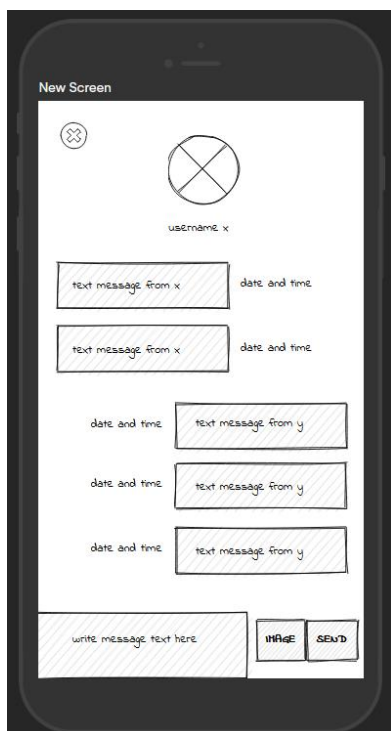 New Screen
username x
text message from x date and time
text message from x date and time
date and time text message from y
date and time text message from y
date and time text message from y
write message text here IMAGE SEND